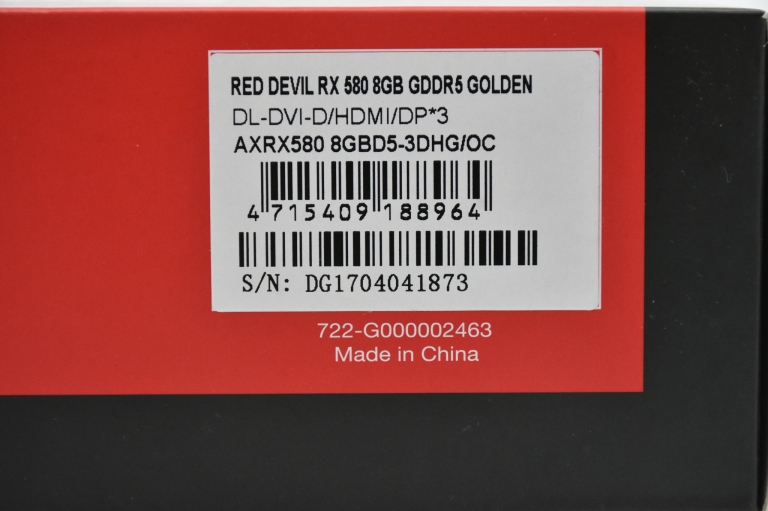 RED DEVIL RX 580 8GB GDDR5 GOLDEN
DL-DVI-D/HDMI/DP*3
AXRX580 8GBD5-3DHG/OC
4 715409 188964
S/N: DG1704041873
722-G000002463
Made in China